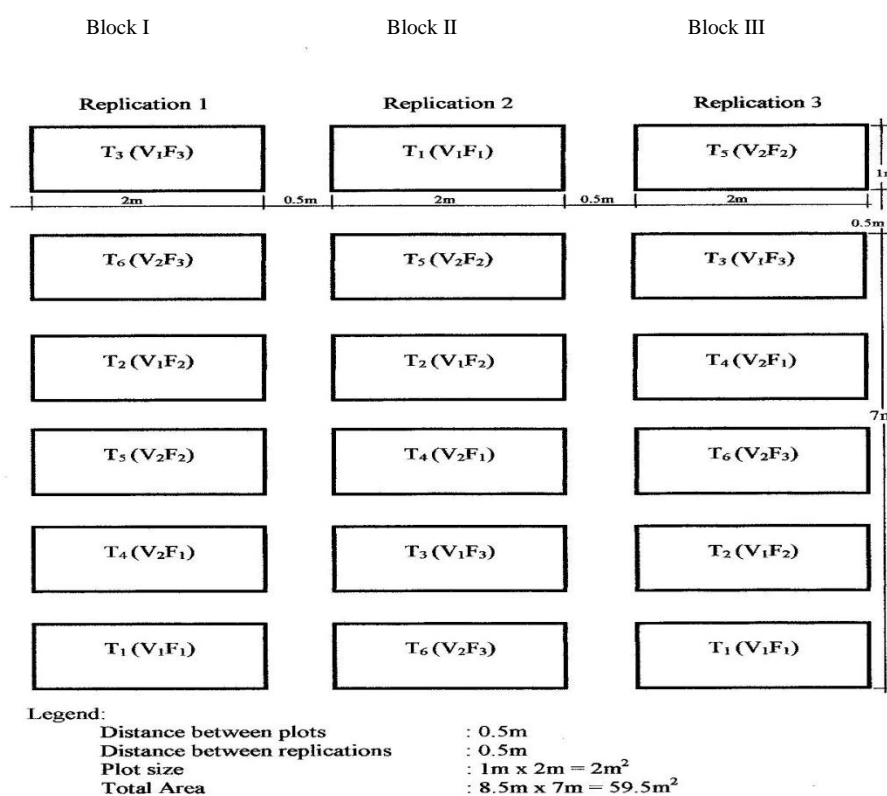 Block I Block II Block III
Replication 1 Replication 2 Replication 3
T₃ (V₁F₃) T₁ (V₁F₁) T₅ (V₂F₂)
1m
2m 0.5m 2m 0.5m 2m
0.5m
T₆ (V₂F₃) T₅ (V₂F₂) T₃ (V₁F₃)
T₂ (V₁F₂) T₂ (V₁F₂) T₄ (V₂F₁)
7m
T₅ (V₂F₂) T₄ (V₂F₁) T₆ (V₂F₃)
T₄ (V₂F₁) T₃ (V₁F₃) T₂ (V₁F₂)
T₁ (V₁F₁) T₆ (V₂F₃) T₁ (V₁F₁)
Legend:
Distance between plots : 0.5m
Distance between replications : 0.5m
Plot size : 1m x 2m = 2m²
Total Area : 8.5m x 7m = 59.5m²